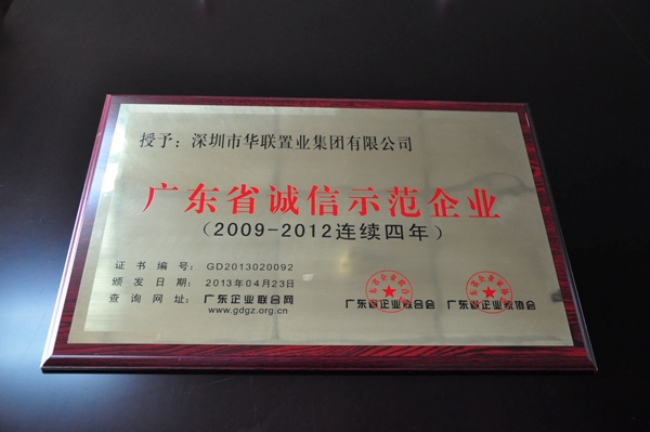 授予：深圳市华联置业集团有限公司
广东省诚信示范企业
（2009-2012连续四年）
证书编号：GD2013020092
颁发日期：2013年04月23日
查询网址：广东企业联合网
www.gdgz.org.cn
广东省企业联合会
广东省企业家协会